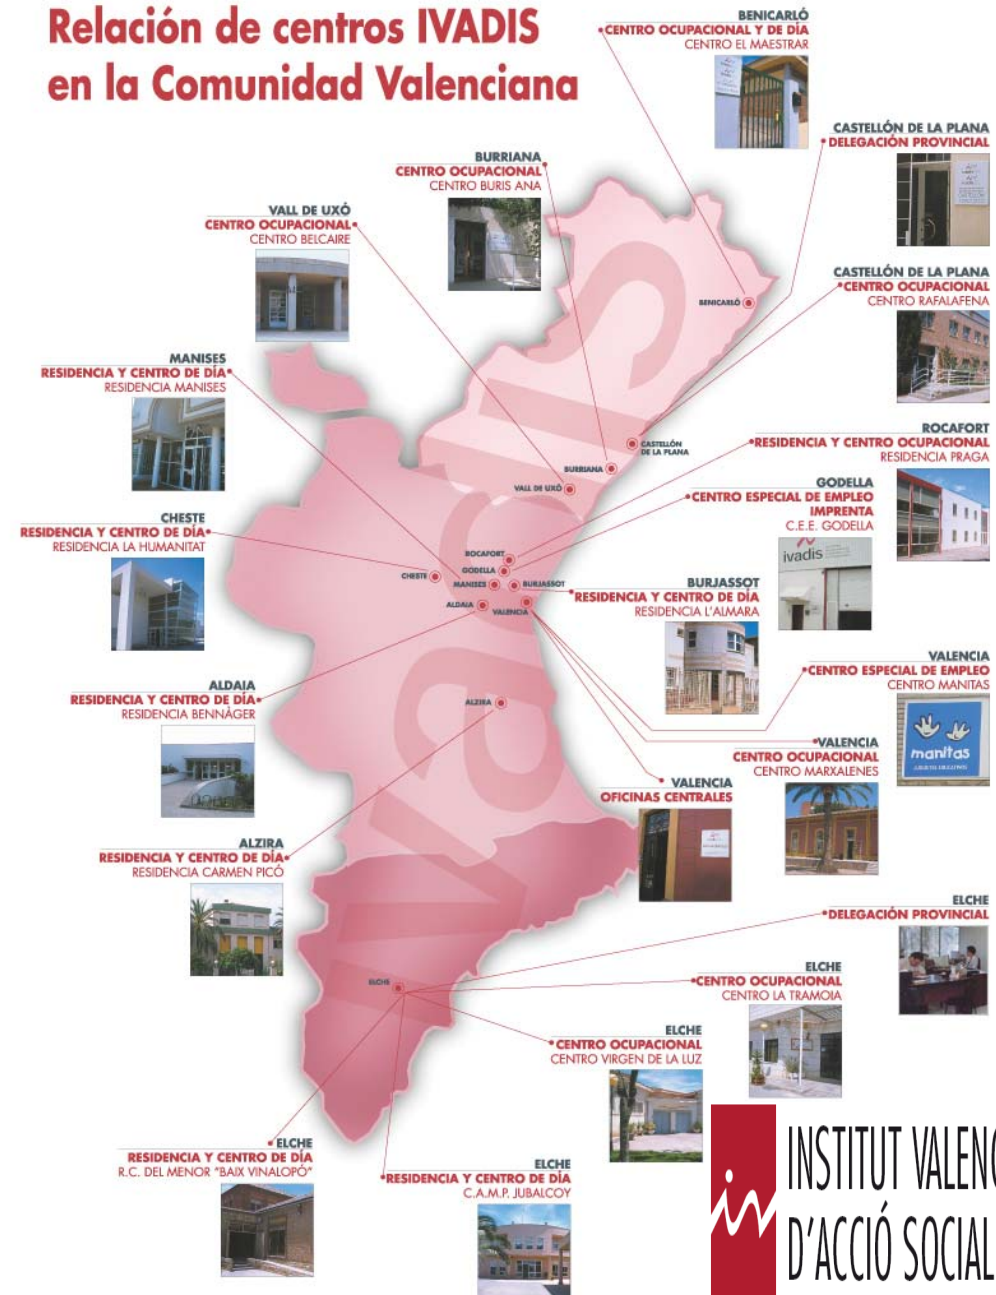 Relación de centros IVADIS
en la Comunidad Valenciana
BENICARLÓ
CENTRO OCUPACIONAL Y DE DÍA
CENTRO EL MAESTRAR
CASTELLÓN DE LA PLANA
DELEGACIÓN PROVINCIAL
BURRIANA
CENTRO OCUPACIONAL
CENTRO BURIS ANA
VALL DE UXÓ
CENTRO OCUPACIONAL
CENTRO BELCAIRE
CASTELLÓN DE LA PLANA
CENTRO OCUPACIONAL
CENTRO RAFALAFENA
MANISES
RESIDENCIA Y CENTRO DE DÍA
RESIDENCIA MANISES
ROCAFORT
RESIDENCIA Y CENTRO OCUPACIONAL
RESIDENCIA PRAGA
GODELLA
CENTRO ESPECIAL DE EMPLEO
IMPRENTA
C.E.E. GODELLA
ivadis
CHESTE
RESIDENCIA Y CENTRO DE DÍA
RESIDENCIA LA HUMANITAT
BURJASSOT
RESIDENCIA Y CENTRO DE DÍA
RESIDENCIA L'ALMARA
VALENCIA
CENTRO ESPECIAL DE EMPLEO
CENTRO MANITAS
manitas
ALDAIA
RESIDENCIA Y CENTRO DE DÍA
RESIDENCIA BENNÀGER
VALENCIA
CENTRO OCUPACIONAL
CENTRO MARXALENES
VALENCIA
OFICINAS CENTRALES
ALZIRA
RESIDENCIA Y CENTRO DE DÍA
RESIDENCIA CARMEN PICÓ
ELCHE
DELEGACIÓN PROVINCIAL
ELCHE
CENTRO OCUPACIONAL
CENTRO LA TRAMOIA
ELCHE
CENTRO OCUPACIONAL
CENTRO VIRGEN DE LA LUZ
ELCHE
RESIDENCIA Y CENTRO DE DÍA
R.C. DEL MENOR "BAIX VINALOPÓ"
ELCHE
RESIDENCIA Y CENTRO DE DÍA
C.A.M.P. JUBALCOY
BENICARLÓ
CASTELLÓN
DE LA PLANA
BURRIANA
VALL DE UXÓ
ROCAFORT
GODELLA
CHESTE
MANISES
BURJASSOT
ALDAIA
VALENCIA
ALZIRA
ELCHE
ivadis
iv
INSTITUT VALENC
D'ACCIÓ SOCIAL